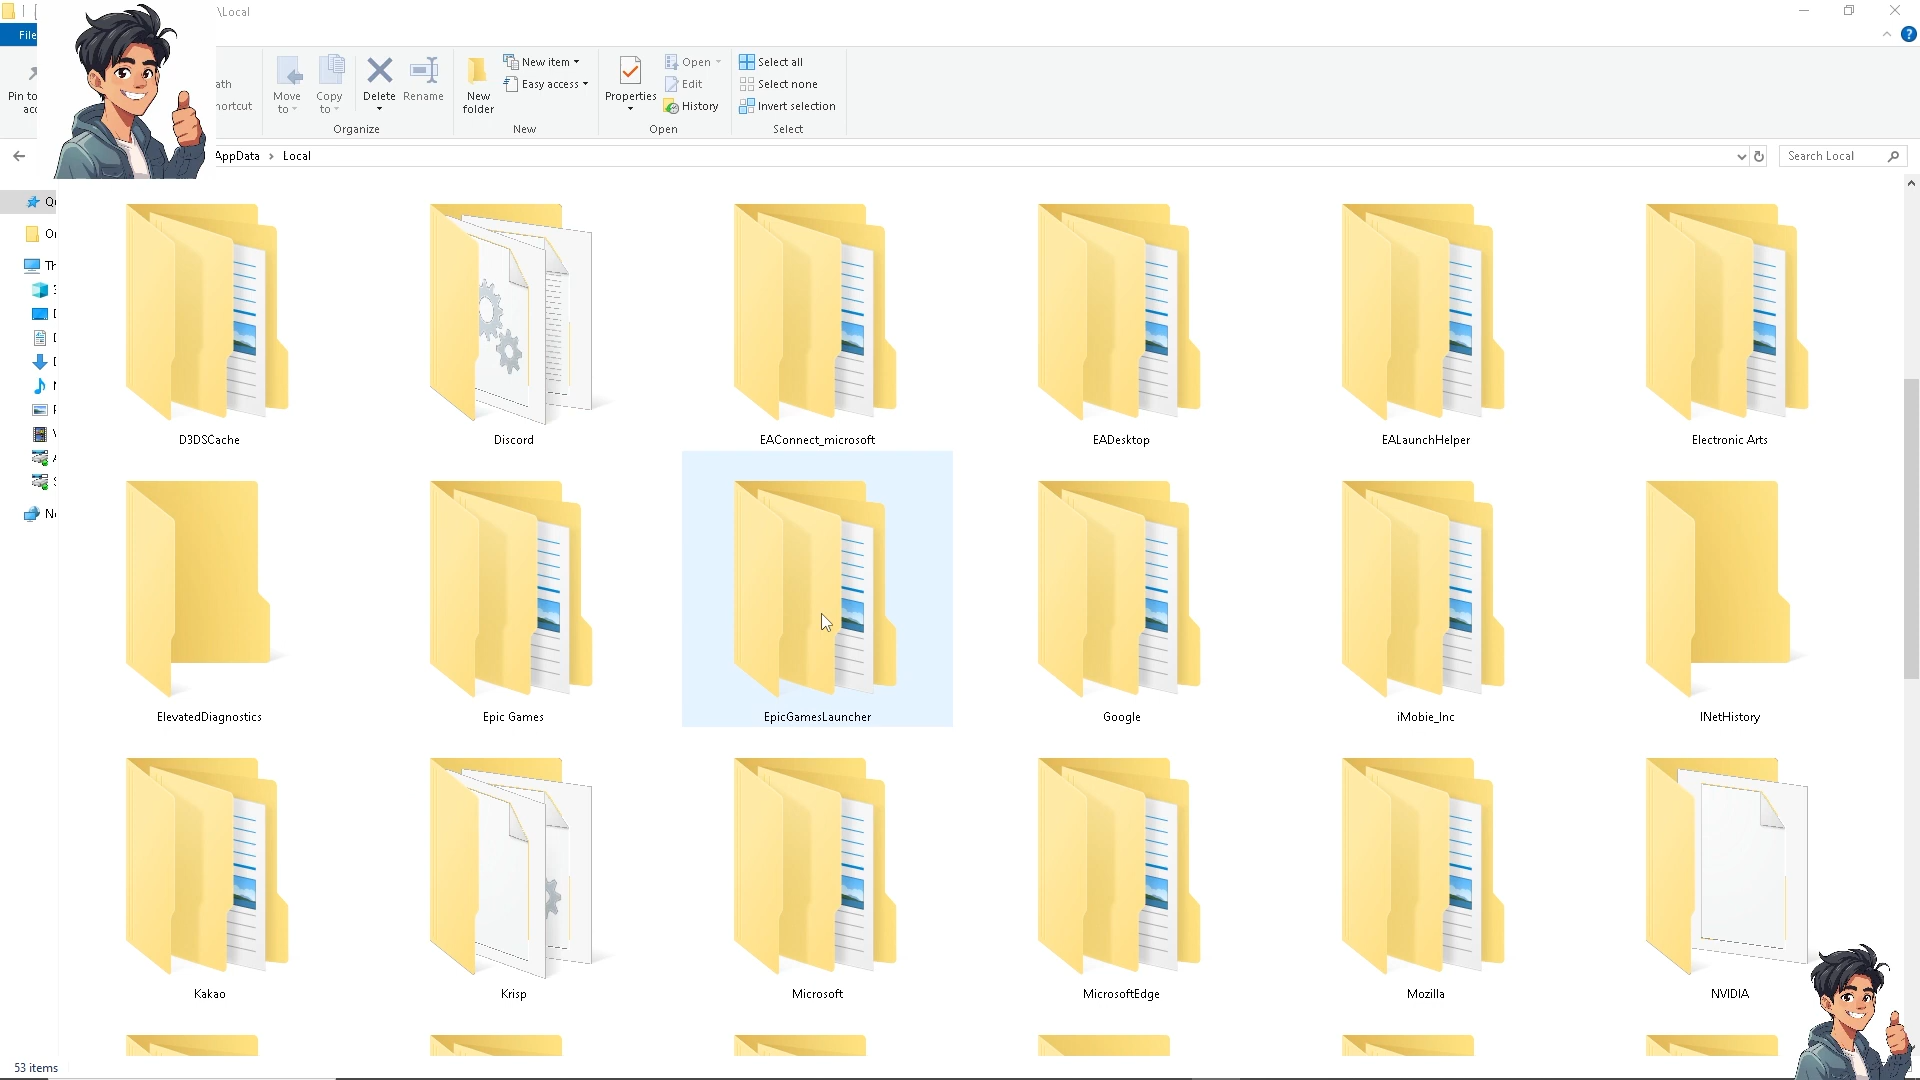 \Local
File
Pin to
acc
ath
hortcut
Move
to
Copy
to
Delete
Rename
Organize
New
folder
New item
Easy access
New
Properties
Open
Edit
History
Open
Select all
Select none
Invert selection
Select
AppData > Local
Search Local
D3DSCache
Discord
EAConnect_microsoft
EADesktop
EALaunchHelper
Electronic Arts
ElevatedDiagnostics
Epic Games
EpicGamesLauncher
Google
iMobie_Inc
INetHistory
Kakao
Krisp
Microsoft
MicrosoftEdge
Mozilla
NVIDIA
53 items